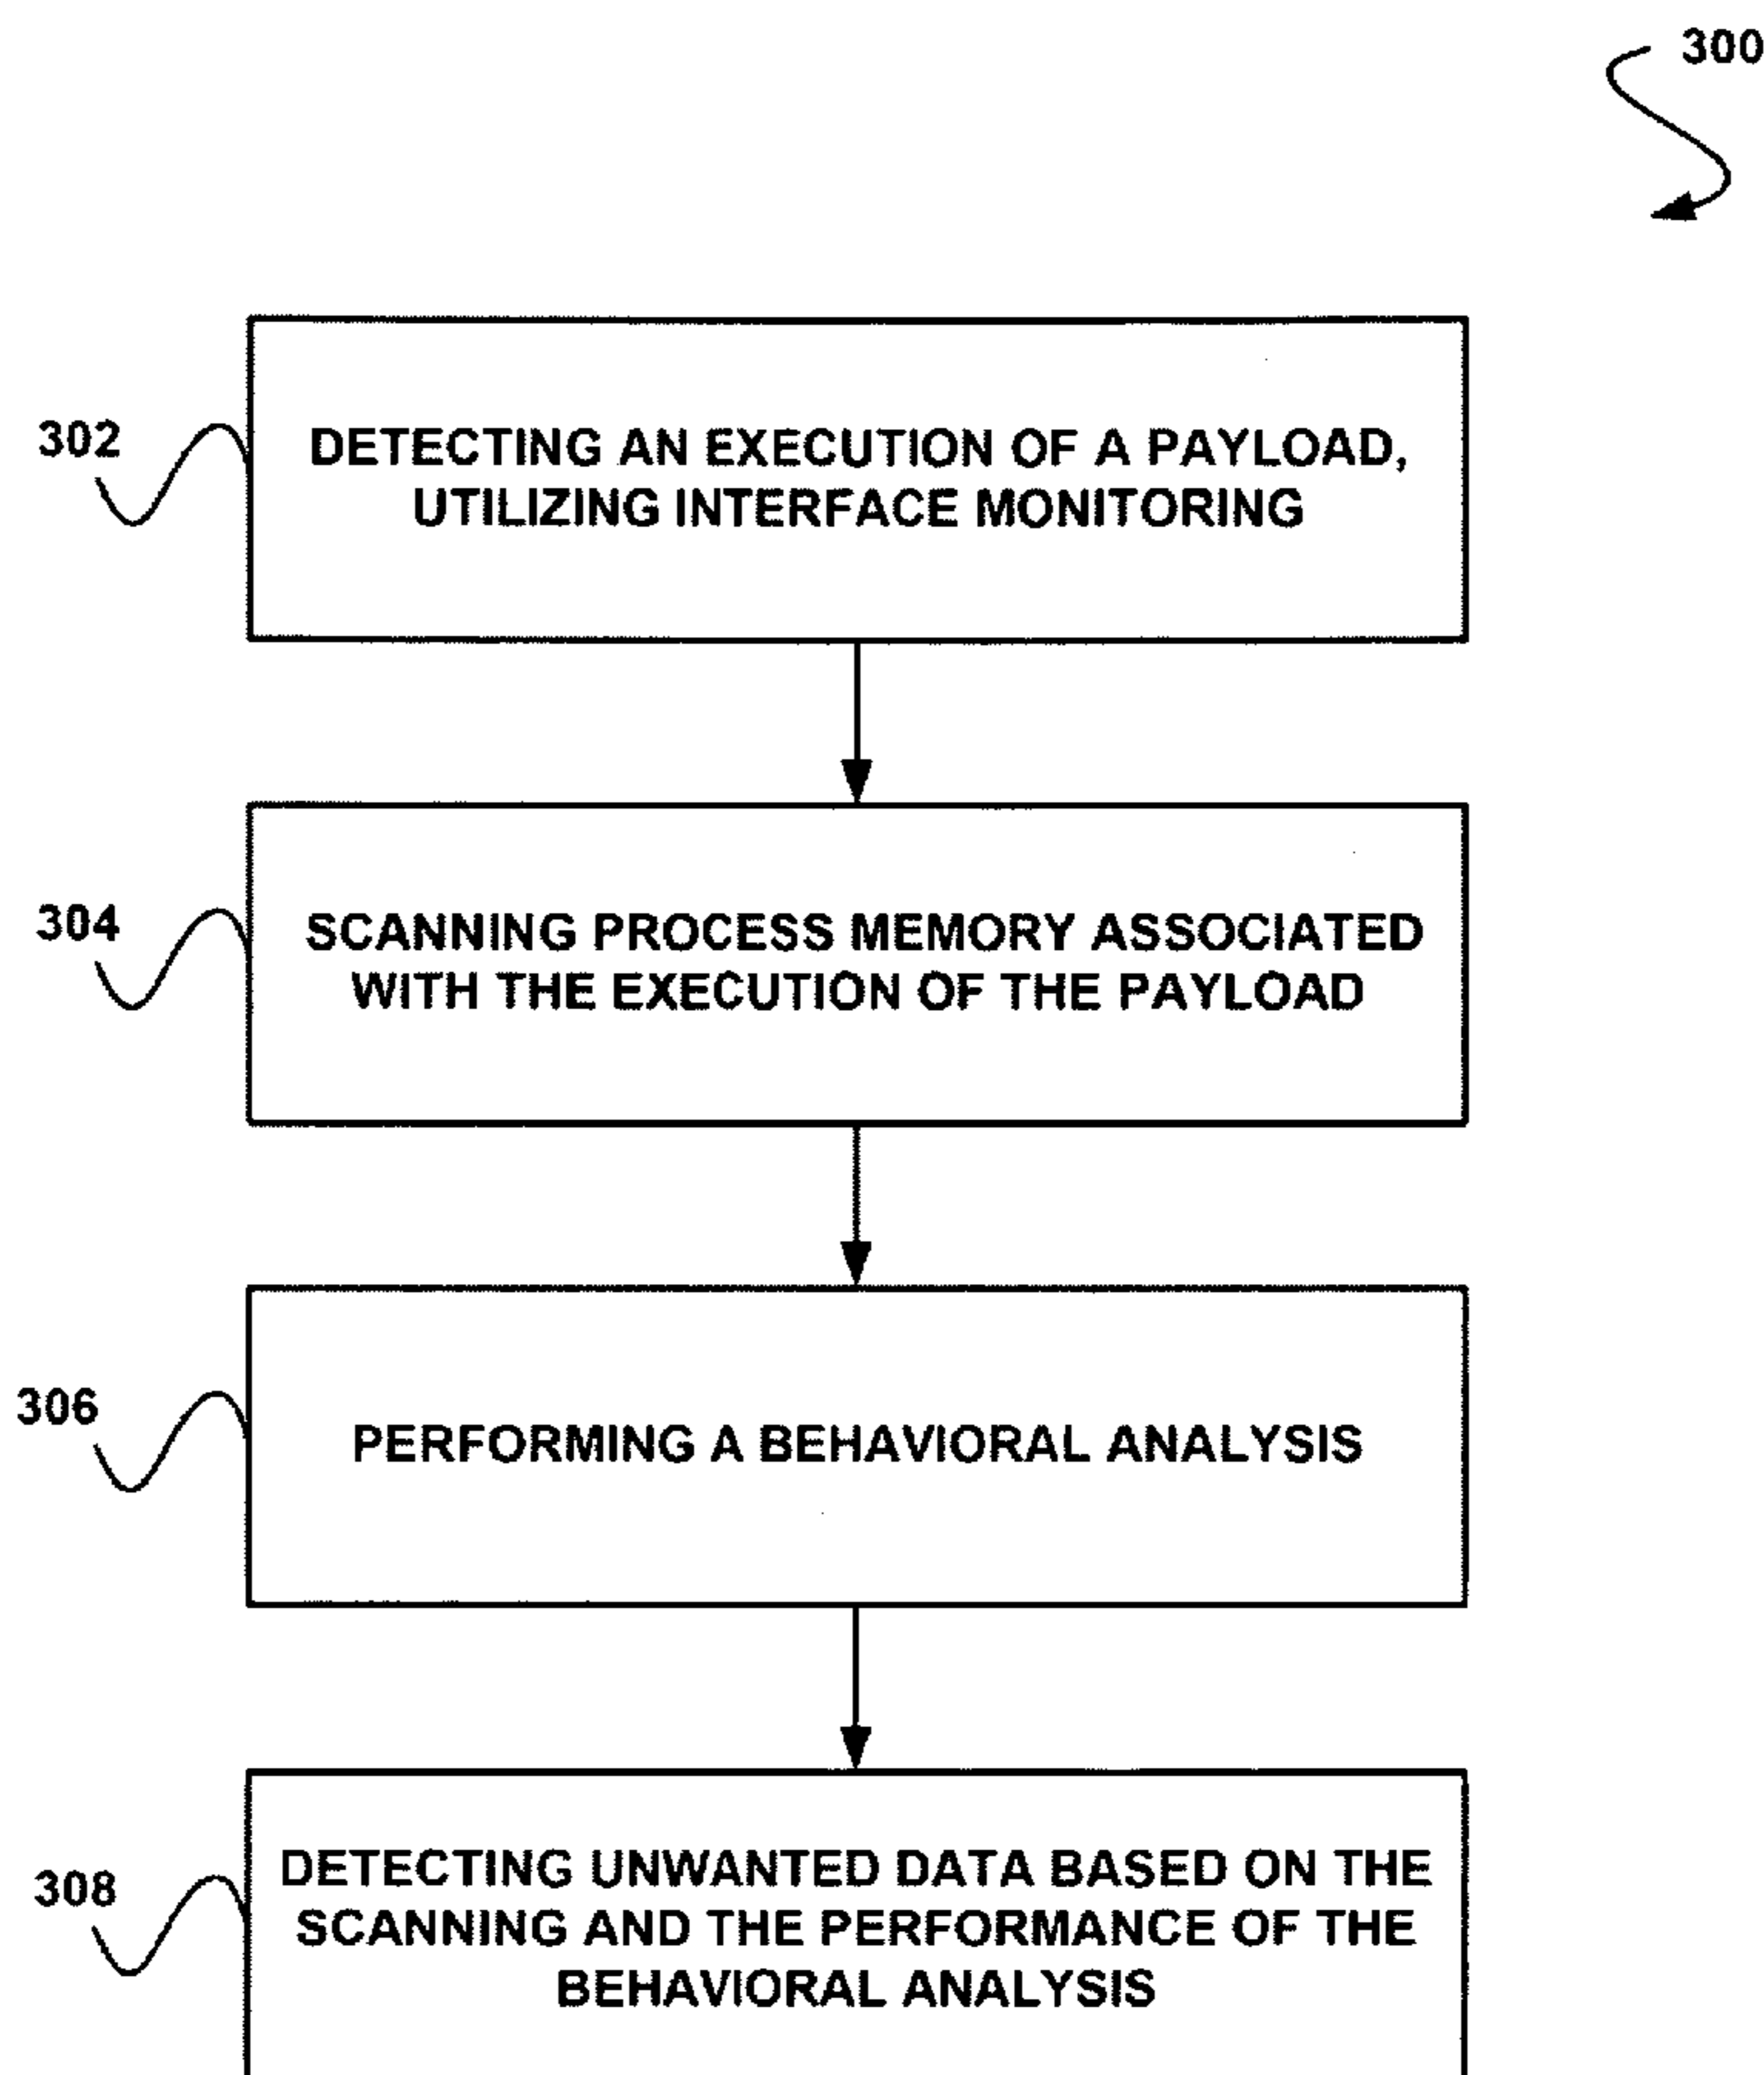 300
302
DETECTING AN EXECUTION OF A PAYLOAD,
UTILIZING INTERFACE MONITORING
304
SCANNING PROCESS MEMORY ASSOCIATED
WITH THE EXECUTION OF THE PAYLOAD
306
PERFORMING A BEHAVIORAL ANALYSIS
308
DETECTING UNWANTED DATA BASED ON THE
SCANNING AND THE PERFORMANCE OF THE
BEHAVIORAL ANALYSIS